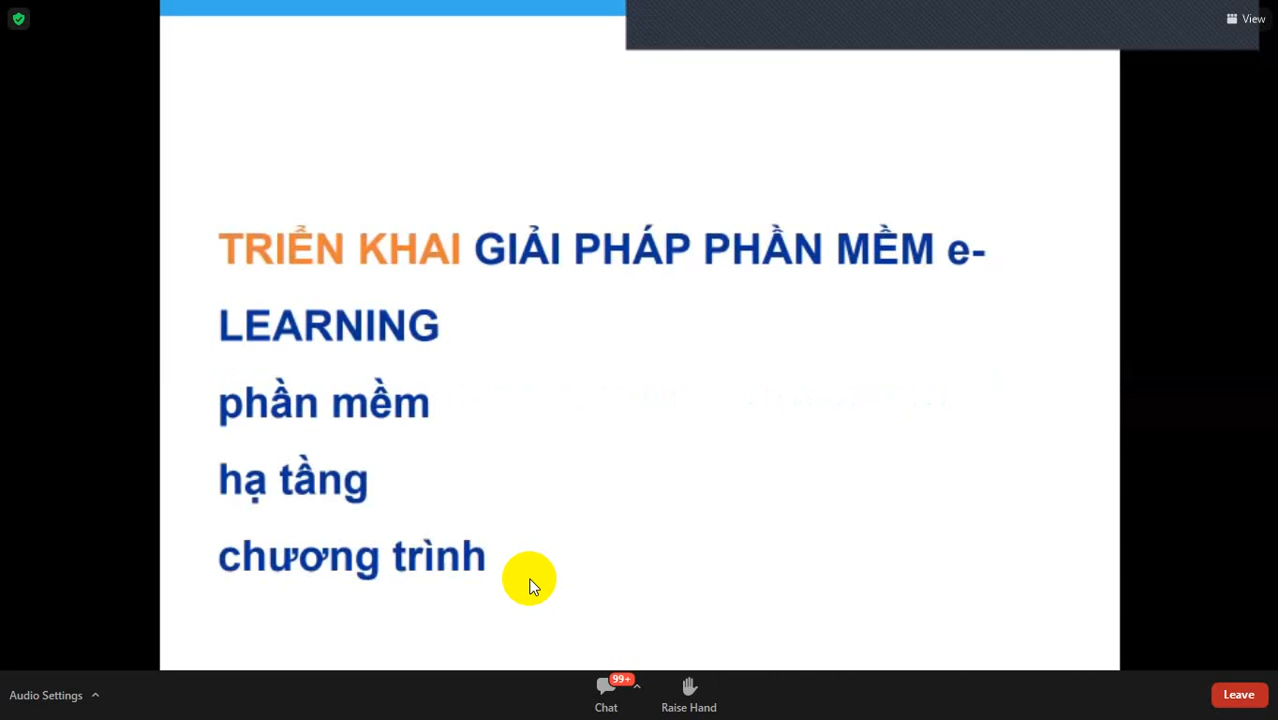 View
TRIỂN KHAI GIẢI PHÁP PHẦN MỀM e-
LEARNING
phần mềm
hạ tầng
chương trình
Audio Settings
99+
Chat
Raise Hand
Leave